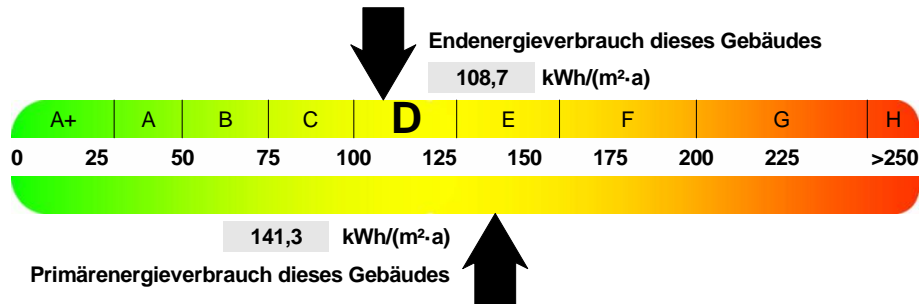 Endenergieverbrauch dieses Gebäudes
108,7 kWh/(m²·a)
A+ A B C D E F G H
0 25 50 75 100 125 150 175 200 225 >250
141,3 kWh/(m²·a)
Primärenergieverbrauch dieses Gebäudes